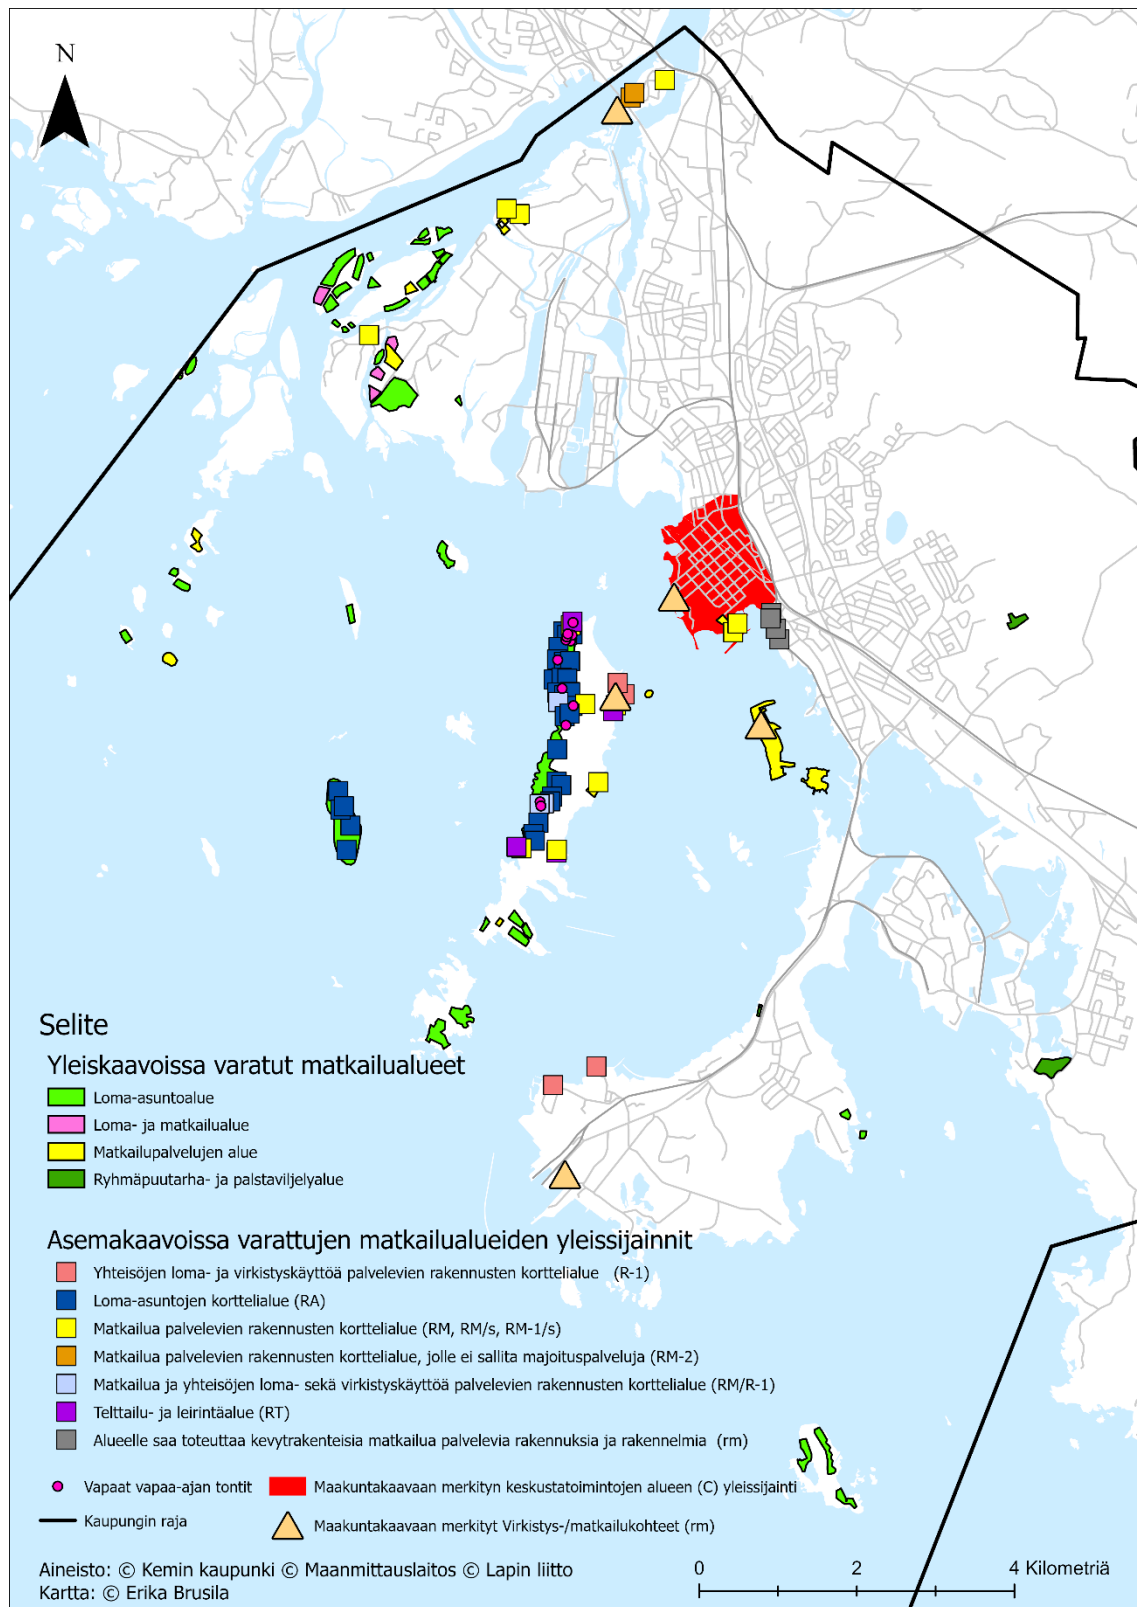 N
Selite
Yleiskaavoissa varatut matkailualueet
Loma-asuntoalue
Loma- ja matkailualue
Matkailupalvelujen alue
Ryhmäpuutarha- ja palstaviljelyalue
Asemakaavoissa varattujen matkailualueiden yleissijainnit
Yhteisöjen loma- ja virkistyskäyttöä palvelevien rakennusten korttelialue (R-1)
Loma-asuntojen korttelialue (RA)
Matkailua palvelevien rakennusten korttelialue (RM, RM/s, RM-1/s)
Matkailua palvelevien rakennusten korttelialue, jolle ei sallita majoituspalveluja (RM-2)
Matkailua ja yhteisöjen loma- sekä virkistyskäyttöä palvelevien rakennusten korttelialue (RM/R-1)
Telttailu- ja leirintäalue (RT)
Alueelle saa toteuttaa kevytrakenteisia matkailua palvelevia rakennuksia ja rakennelmia (rm)
Vapaat vapaa-ajan tontit
Maakuntakaavaan merkityn keskustatoimintojen alueen (C) yleissijainti
Kaupungin raja
Maakuntakaavaan merkityt Virkistys-/matkailukohteet (rm)
Aineisto: © Kemin kaupunki © Maanmittauslaitos © Lapin liitto
Kartta: © Erika Brusila
0 2 4 Kilometriä